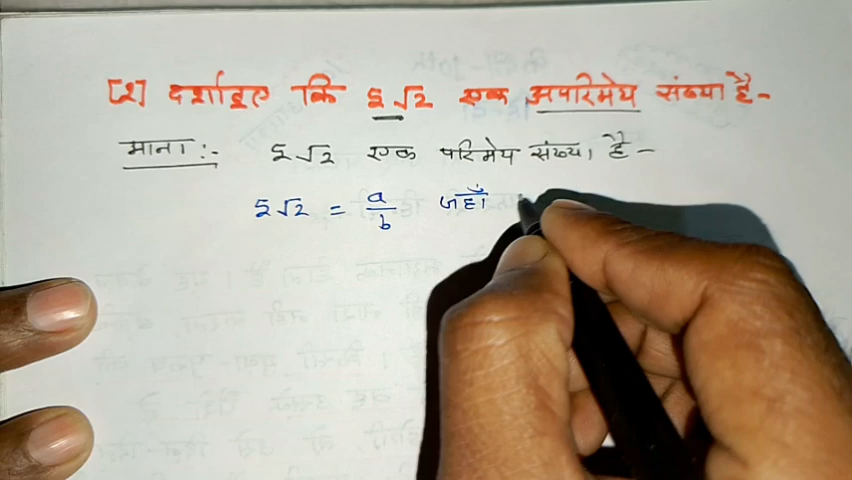 [2] दर्शाइए कि 5√2 एक अपरिमेय संख्या है-
माना:- 5√2 एक परिमेय संख्या है-
5√2 = a/b जहाँ